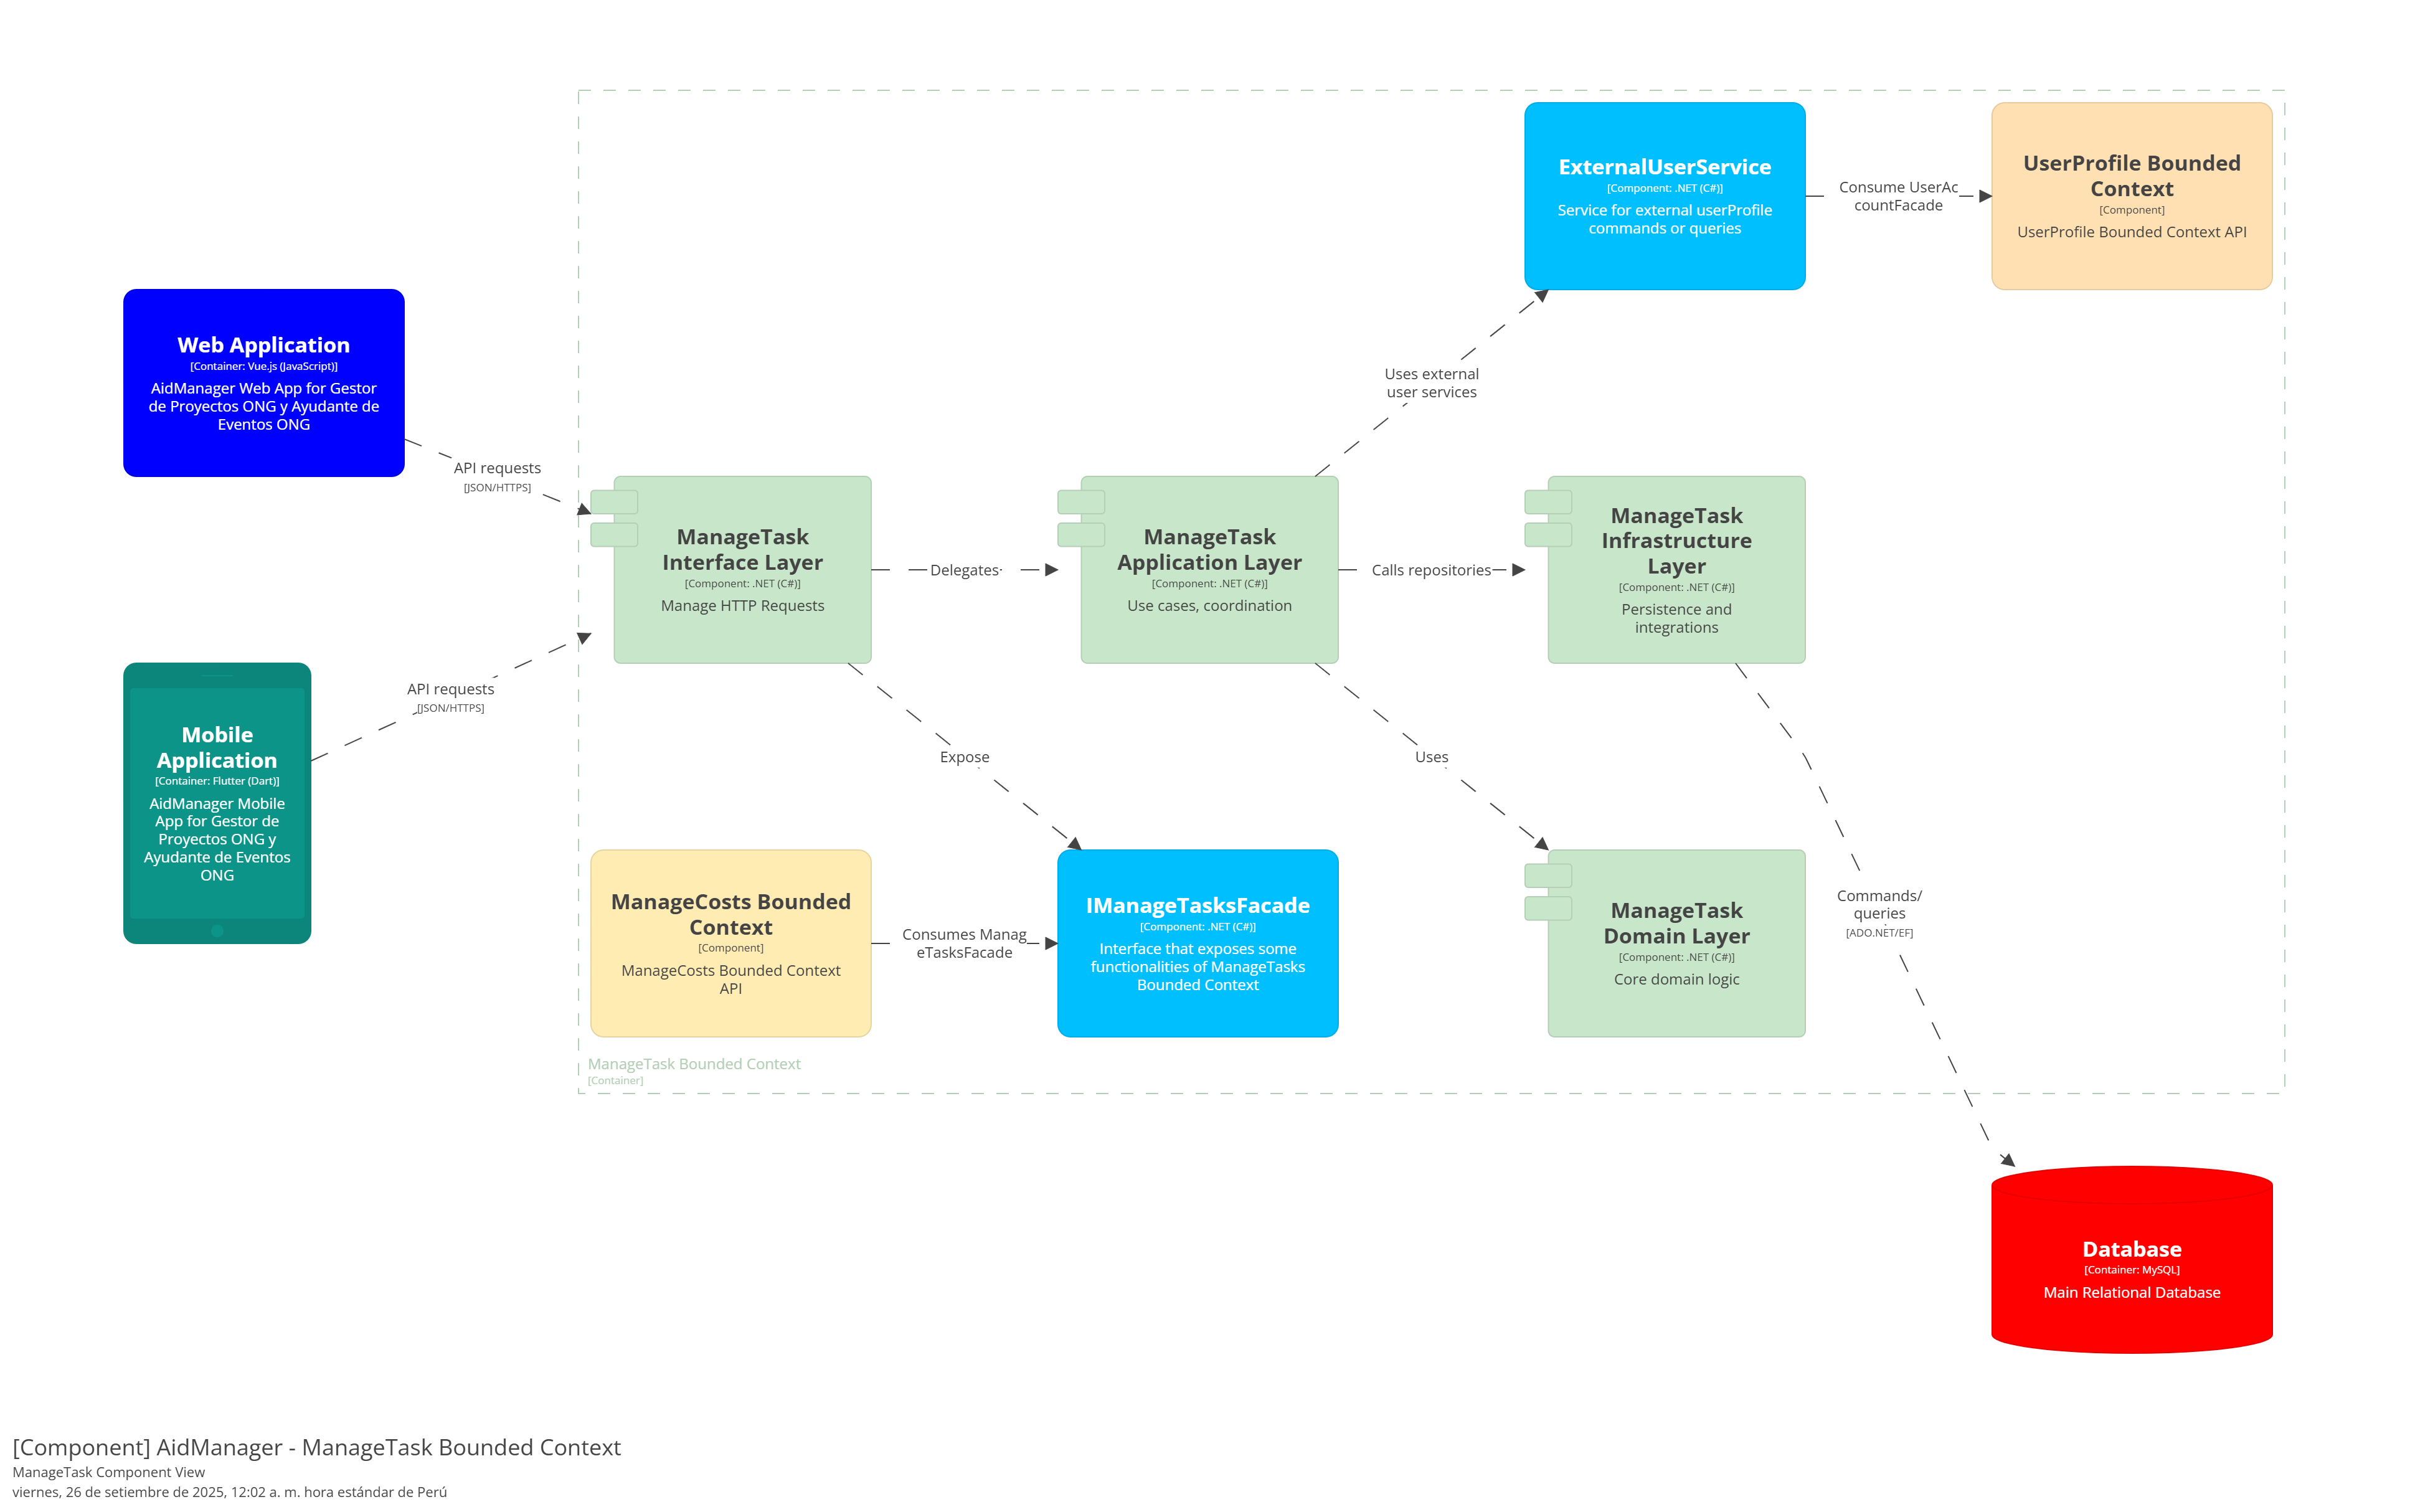 ExternalUserService
[Component: .NET (C#)]
Service for external userProfile
commands or queries
Consume UserAc
countFacade
UserProfile Bounded
Context
[Component]
UserProfile Bounded Context API
Web Application
[Container: Vue.js (JavaScript)]
AidManager Web App for Gestor
de Proyectos ONG y Ayudante de
Eventos ONG
Uses external
user services
API requests
[JSON/HTTPS]
ManageTask
Interface Layer
[Component: .NET (C#)]
Manage HTTP Requests
Delegates
ManageTask
Application Layer
[Component: .NET (C#)]
Use cases, coordination
Calls repositories
ManageTask
Infrastructure
Layer
[Component: .NET (C#)]
Persistence and
integrations
API requests
[JSON/HTTPS]
Mobile
Application
[Container: Flutter (Dart)]
AidManager Mobile
App for Gestor de
Proyectos ONG y
Ayudante de Eventos
ONG
Expose
Uses
ManageCosts Bounded
Context
[Component]
ManageCosts Bounded Context
API
Consumes Manag
eTasksFacade
IManageTasksFacade
[Component: .NET (C#)]
Interface that exposes some
functionalities of ManageTasks
Bounded Context
ManageTask
Domain Layer
[Component: .NET (C#)]
Core domain logic
Commands/
queries
[ADO.NET/EF]
ManageTask Bounded Context
[Container]
Database
[Container: MySQL]
Main Relational Database
[Component] AidManager - ManageTask Bounded Context
ManageTask Component View
viernes, 26 de setiembre de 2025, 12:02 a. m. hora estándar de Perú